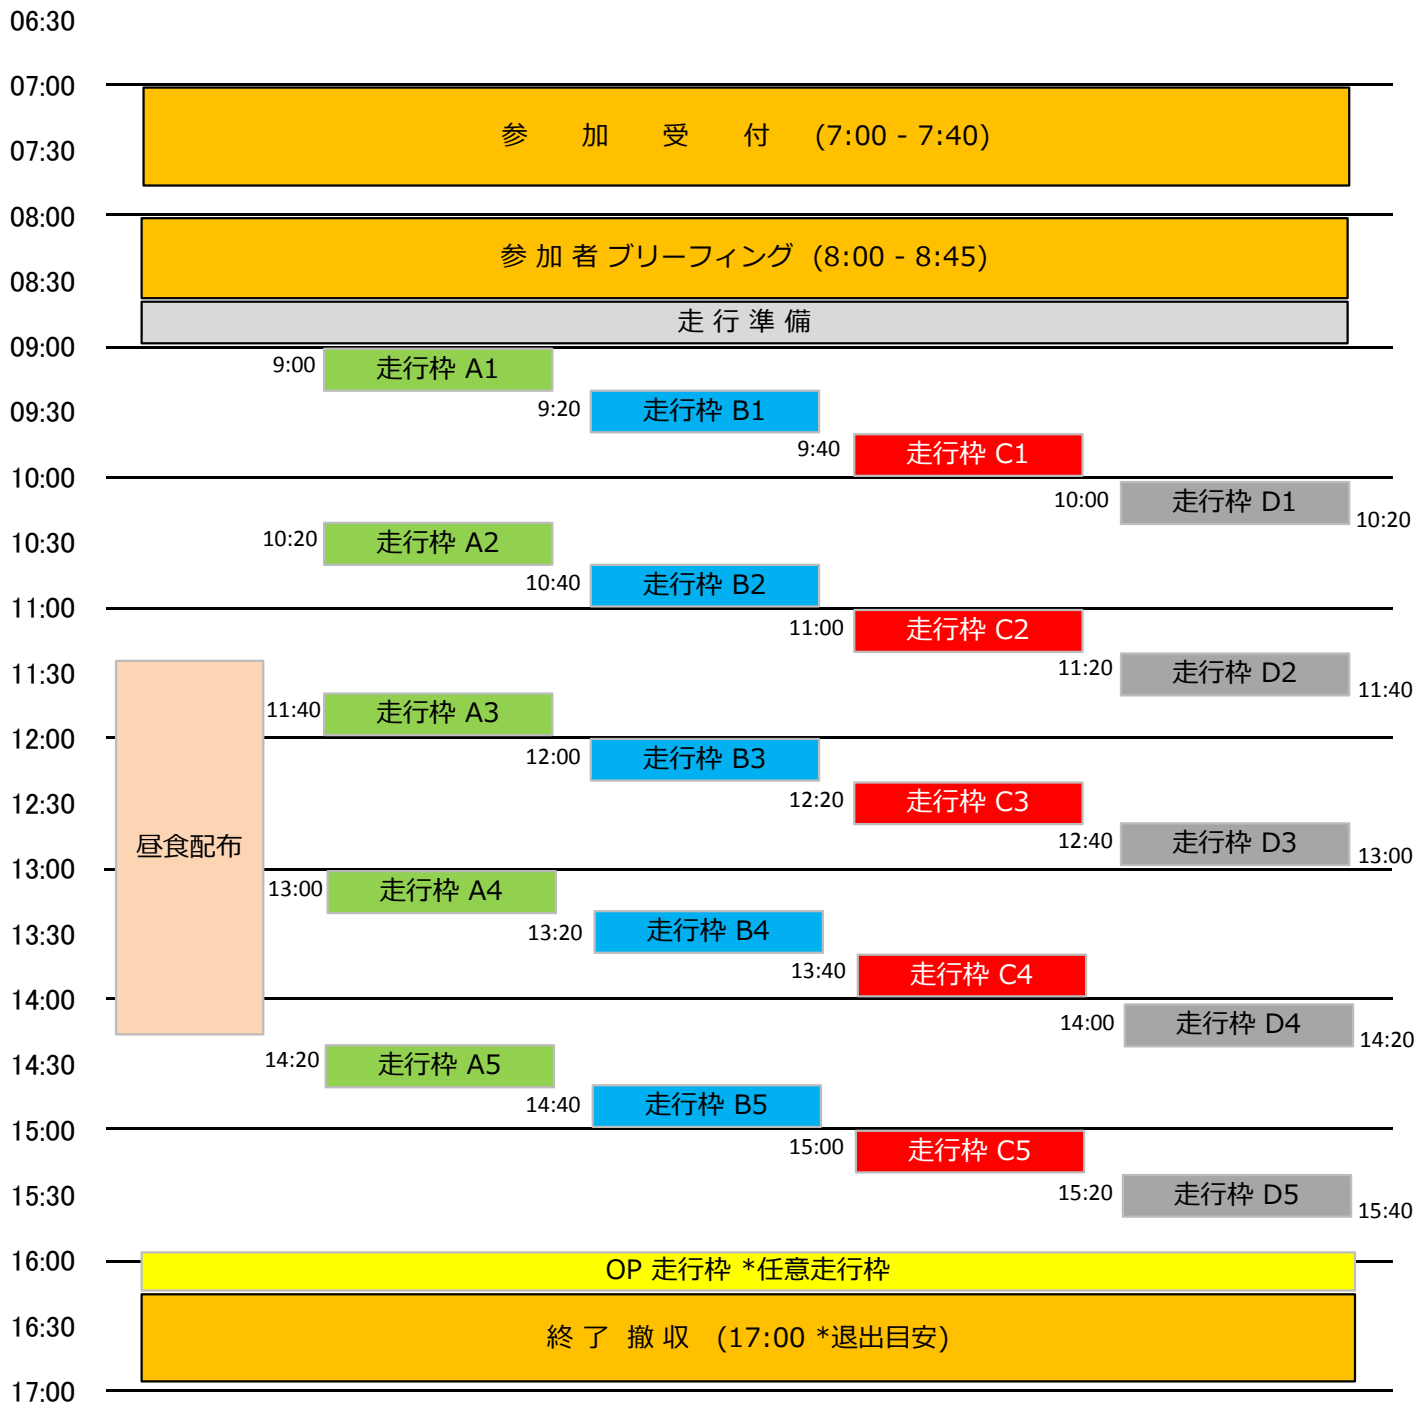 06:30
07:00
参 加 受 付 (7:00 - 7:40)
07:30
08:00
参 加 者 ブリーフィング (8:00 - 8:45)
08:30
走 行 準 備
09:00
9:00 走行枠 A1
09:30
9:20 走行枠 B1
9:40 走行枠 C1
10:00
10:00 走行枠 D1 10:20
10:30
10:20 走行枠 A2
10:40 走行枠 B2
11:00
11:00 走行枠 C2
11:30
11:20 走行枠 D2 11:40
11:40 走行枠 A3
12:00
12:00 走行枠 B3
12:30
12:20 走行枠 C3
12:40 走行枠 D3 13:00
昼食配布
13:00
13:00 走行枠 A4
13:30
13:20 走行枠 B4
13:40 走行枠 C4
14:00
14:00 走行枠 D4 14:20
14:30
14:20 走行枠 A5
14:40 走行枠 B5
15:00
15:00 走行枠 C5
15:30
15:20 走行枠 D5 15:40
16:00
OP 走行枠 *任意走行枠
16:30
終 了 撤 収 (17:00 *退出目安)
17:00